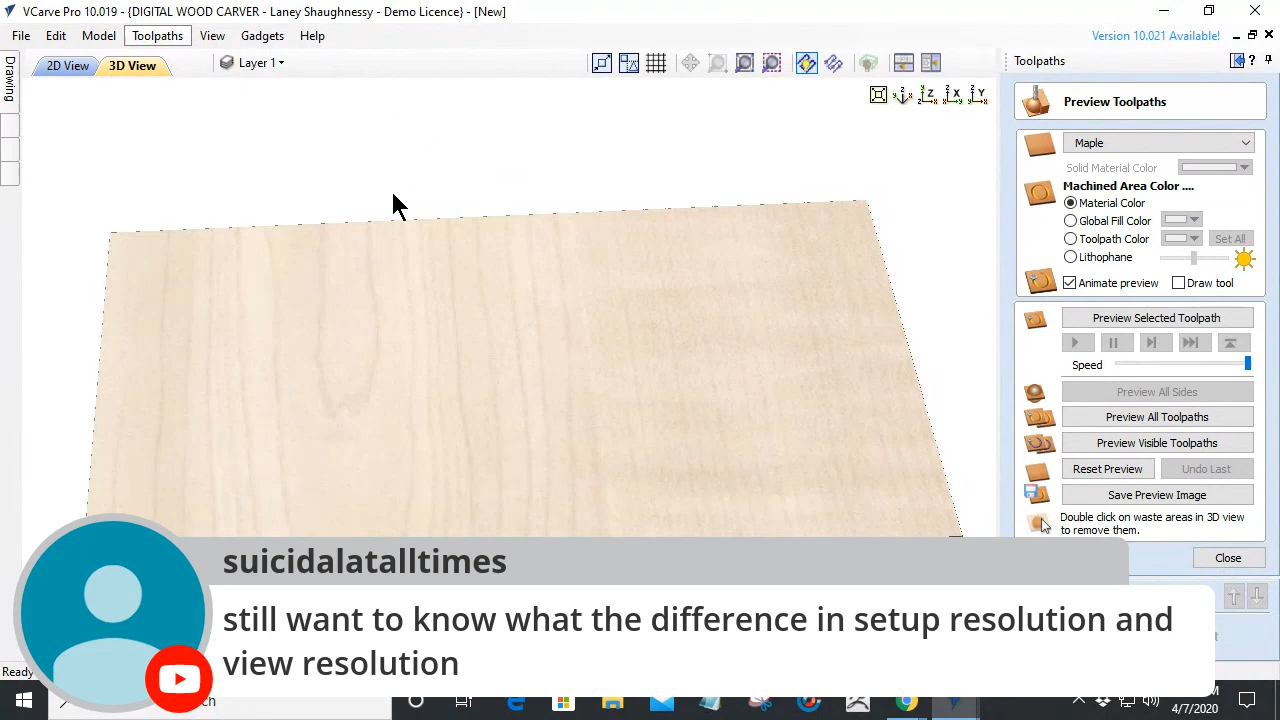 VCarve Pro 10.019 - {DIGITAL WOOD CARVER - Laney Shaughnessy - Demo Licence} - [New]
File Edit Model Toolpaths View Gadgets Help
Version 10.021 Available!
Drawing
2D View
3D View
Layer 1
Z X Y
Toolpaths
Preview Toolpaths
Maple
Solid Material Color
Machined Area Color ....
Material Color
Global Fill Color
Toolpath Color
Set All
Lithophane
Animate preview
Draw tool
Preview Selected Toolpath
Speed
Preview All Sides
Preview All Toolpaths
Preview Visible Toolpaths
Reset Preview
Undo Last
Save Preview Image
Double click on waste areas in 3D view
to remove them.
Close
suicidalatalltimes
still want to know what the difference in setup resolution and
view resolution
Ready
4/7/2020